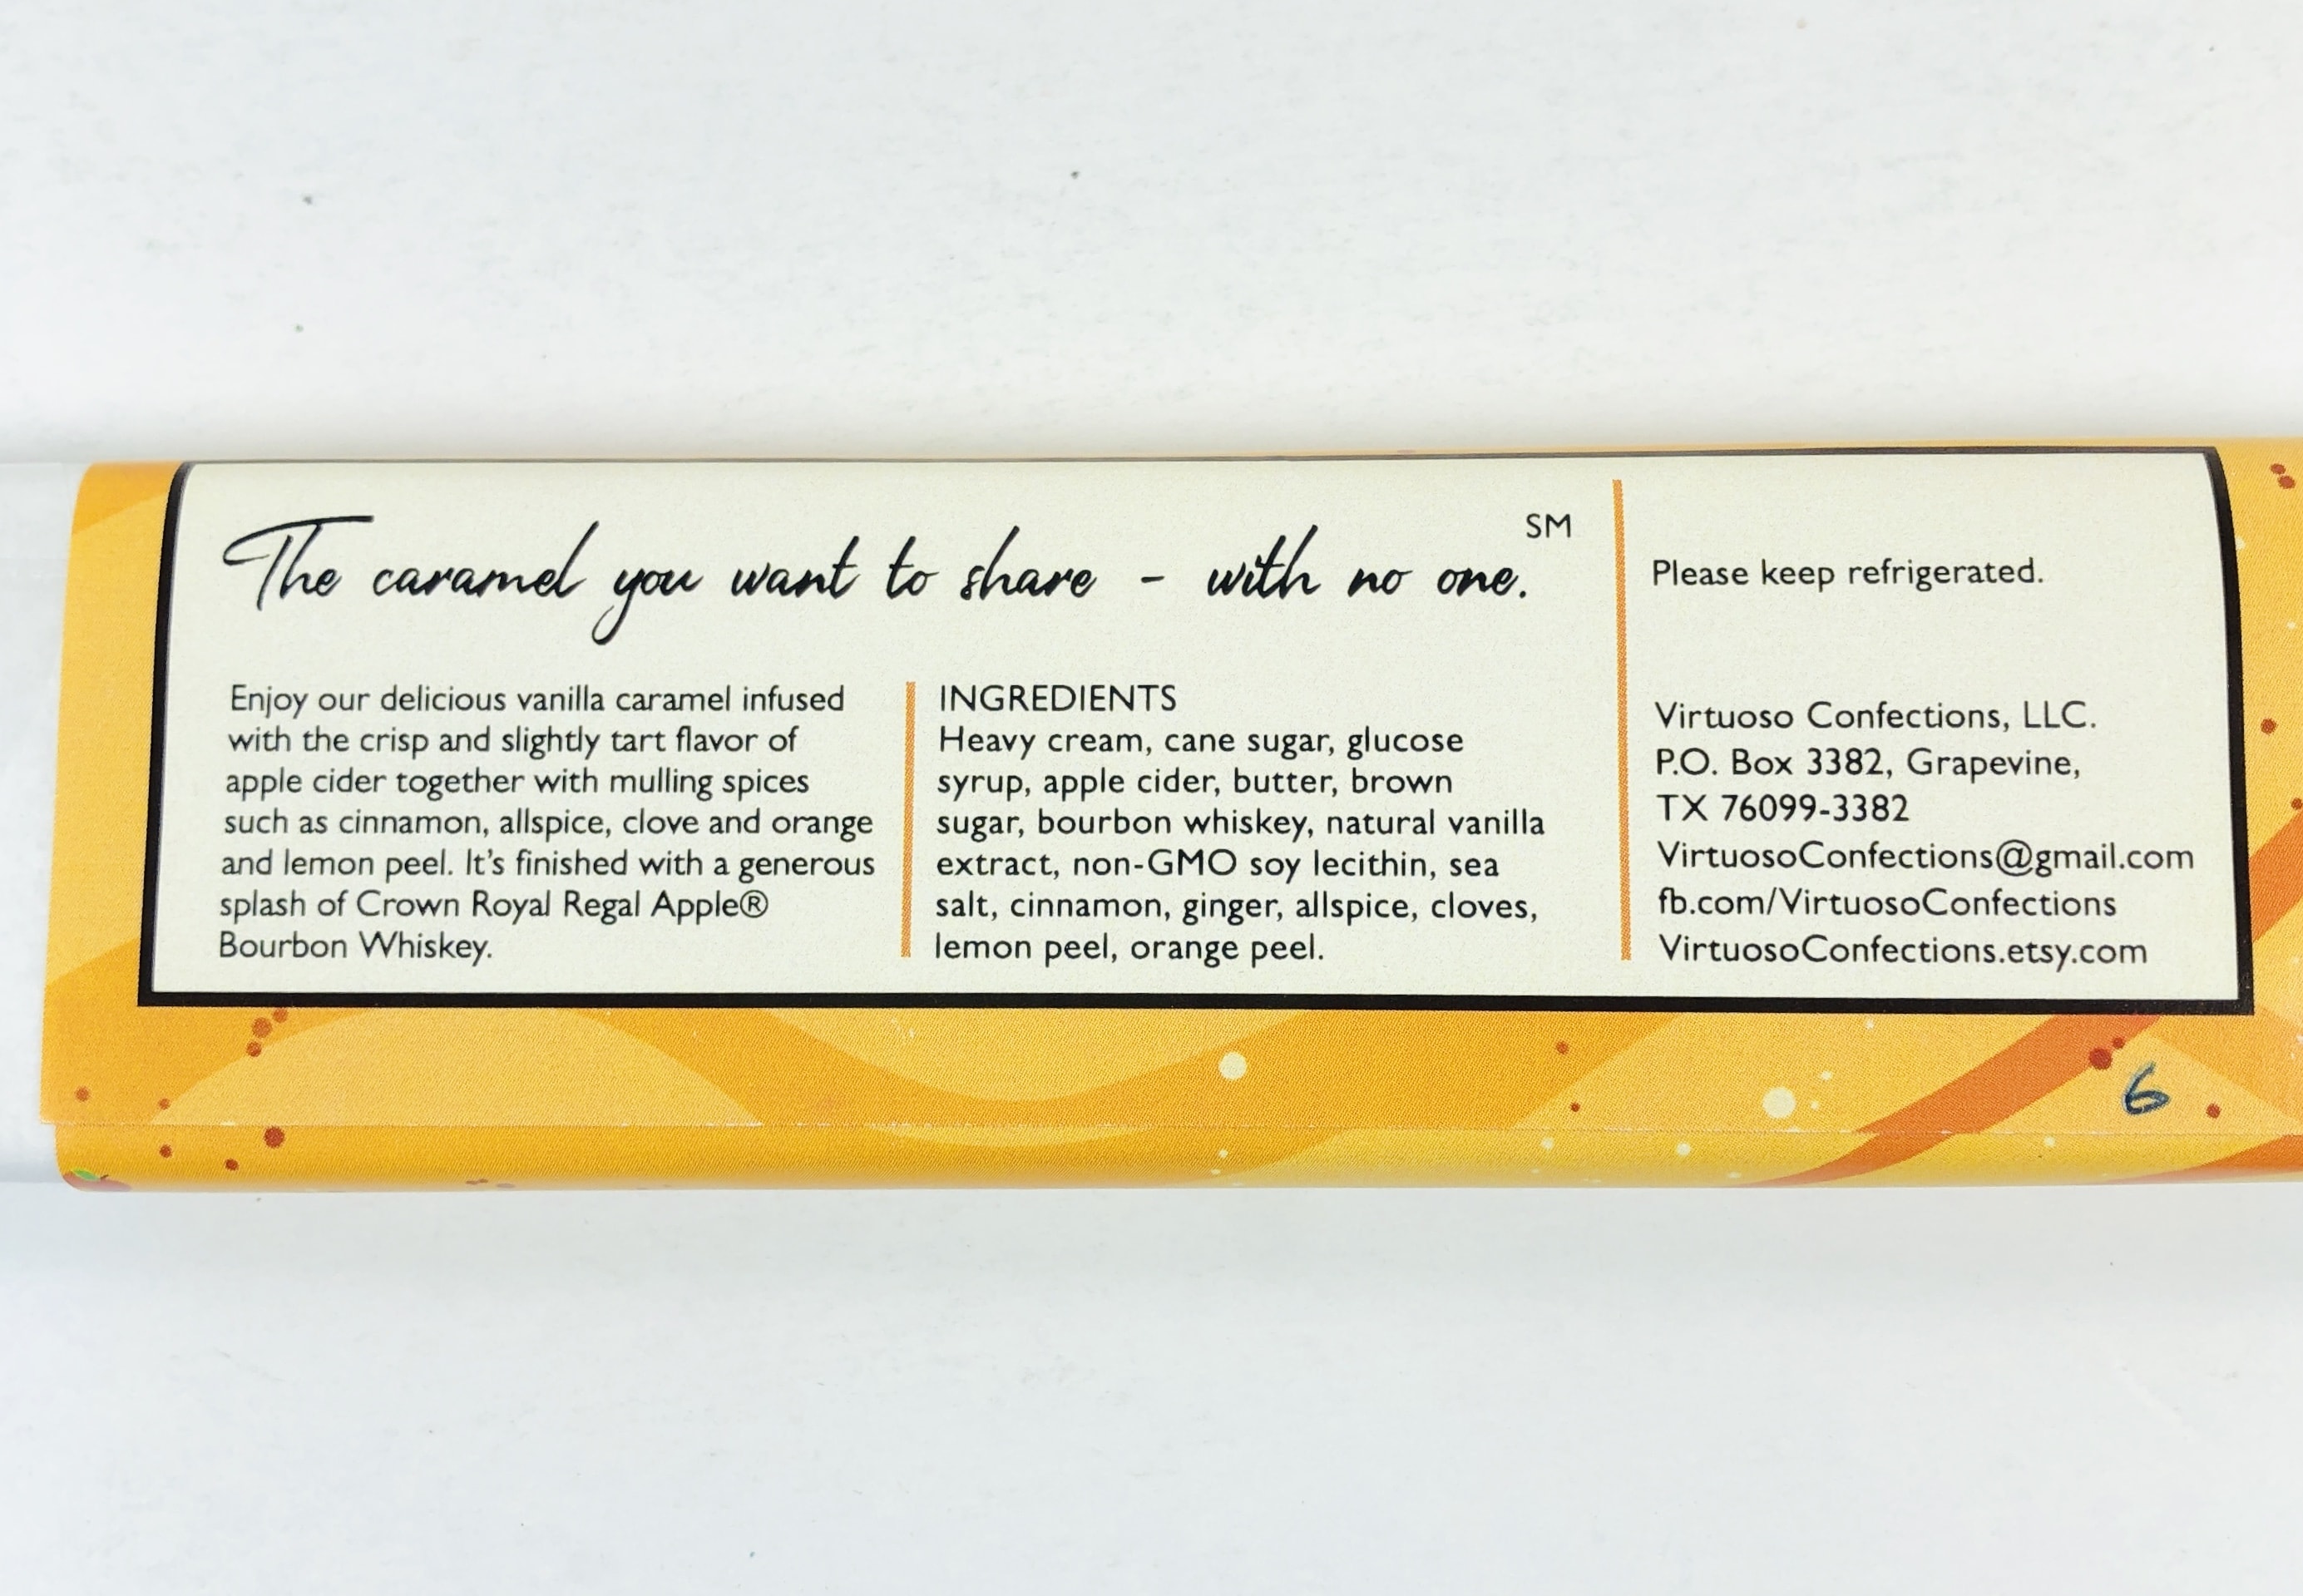 The caramel you want to share - with no one.SM
Enjoy our delicious vanilla caramel infused
with the crisp and slightly tart flavor of
apple cider together with mulling spices
such as cinnamon, allspice, clove and orange
and lemon peel. It's finished with a generous
splash of Crown Royal Regal Apple®
Bourbon Whiskey.
INGREDIENTS
Heavy cream, cane sugar, glucose
syrup, apple cider, butter, brown
sugar, bourbon whiskey, natural vanilla
extract, non-GMO soy lecithin, sea
salt, cinnamon, ginger, allspice, cloves,
lemon peel, orange peel.
Please keep refrigerated.
Virtuoso Confections, LLC.
P.O. Box 3382, Grapevine,
TX 76099-3382
VirtuosoConfections@gmail.com
fb.com/VirtuosoConfections
VirtuosoConfections.etsy.com
6